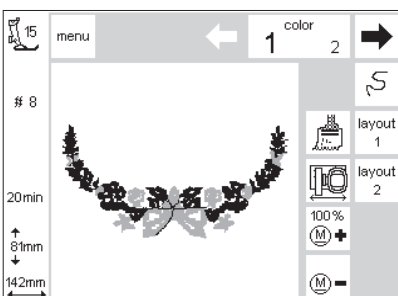 15
menu
color
1 2
# 8
layout
1
layout
2
20min
100%
M +
81mm
M -
142mm